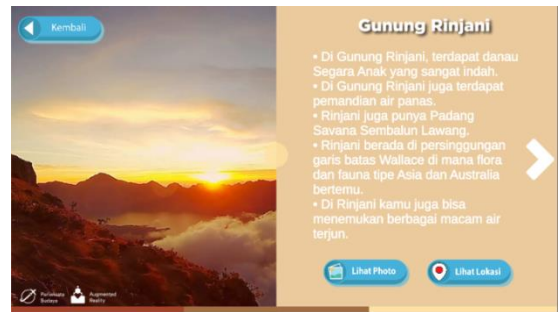 Kembali
Gunung Rinjani
• Di Gunung Rinjani, terdapat danau
Segara Anak yang sangat indah.
• Di Gunung Rinjani juga terdapat
pemandian air panas.
• Rinjani juga punya Padang
Savana Sembalun Lawang.
• Rinjani berada di persinggungan
garis batas Wallace di mana flora
dan fauna tipe Asia dan Australia
bertemu.
• Di Rinjani kamu juga bisa
menemukan berbagai macam air
terjun.
Lihat Photo
Lihat Lokasi
Pariwisata
Budaya
Augmented
Reality